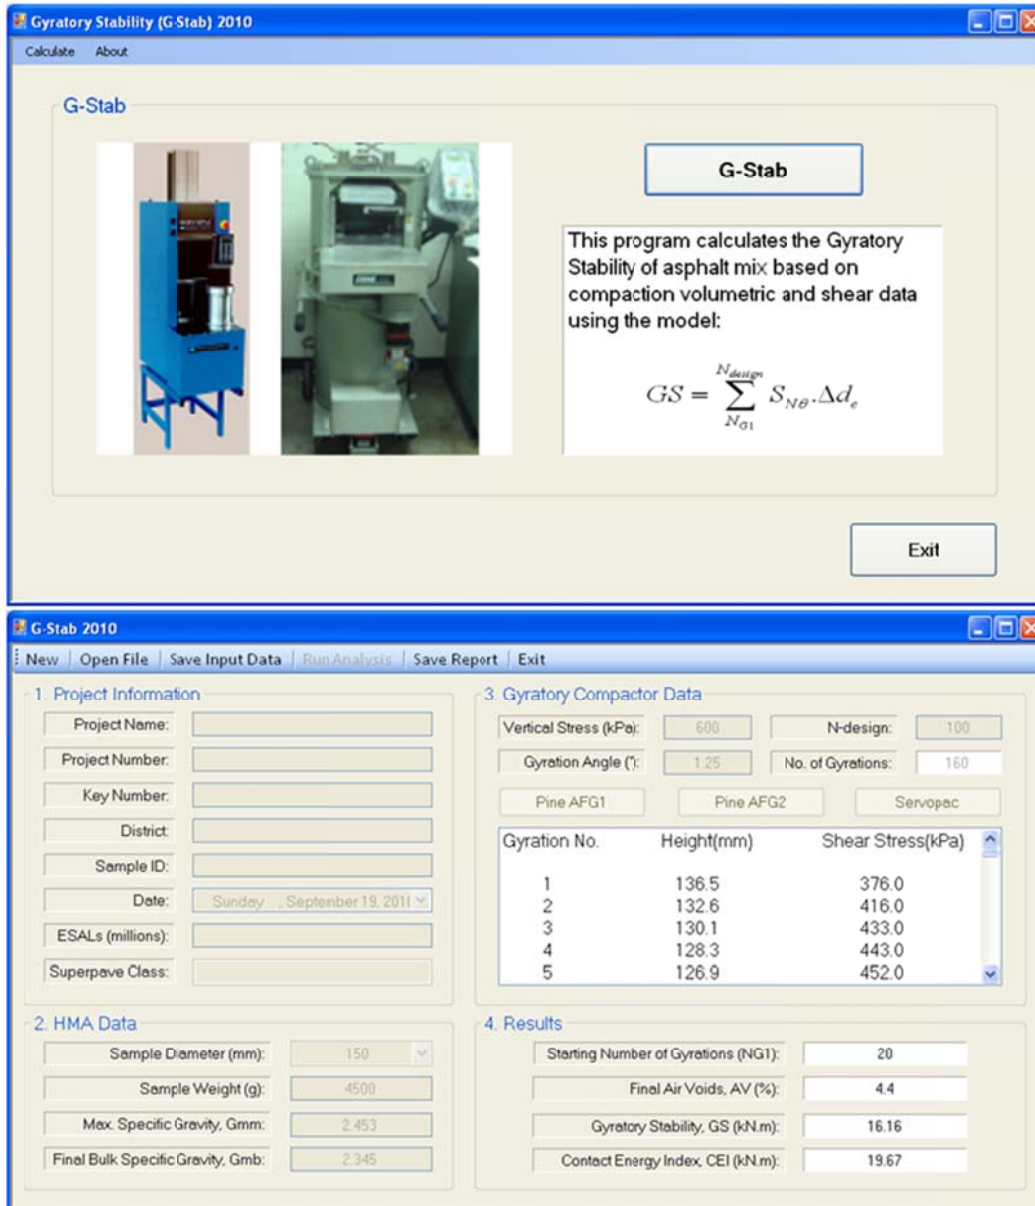 Gyratory Stability (G-Stab) 2010
Calculate About
G-Stab
G-Stab
This program calculates the Gyratory
Stability of asphalt mix based on
compaction volumetric and shear data
using the model:
GS = \sum_{N_{G1}}^{N_{design}} S_{Nθ}.Δd_e
Exit
G-Stab 2010
New Open File Save Input Data Run Analysis Save Report Exit
1. Project Information
Project Name:
Project Number:
Key Number:
District:
Sample ID:
Date: Sunday , September 19, 2010
ESALs (millions):
Superpave Class:
2. HMA Data
Sample Diameter (mm): 150
Sample Weight (g): 4500
Max. Specific Gravity, Gmm: 2.453
Final Bulk Specific Gravity, Gmb: 2.345
3. Gyratory Compactor Data
Vertical Stress (kPa): 600 N-design: 100
Gyration Angle (°): 1.25 No. of Gyrations: 160
Pine AFG1 Pine AFG2 Servopac
Gyration No. Height(mm) Shear Stress(kPa)
1 136.5 376.0
2 132.6 416.0
3 130.1 433.0
4 128.3 443.0
5 126.9 452.0
4. Results
Starting Number of Gyrations (NG1): 20
Final Air Voids, AV (%): 4.4
Gyratory Stability, GS (kN.m): 16.16
Contact Energy Index, CEI (kN.m): 19.67